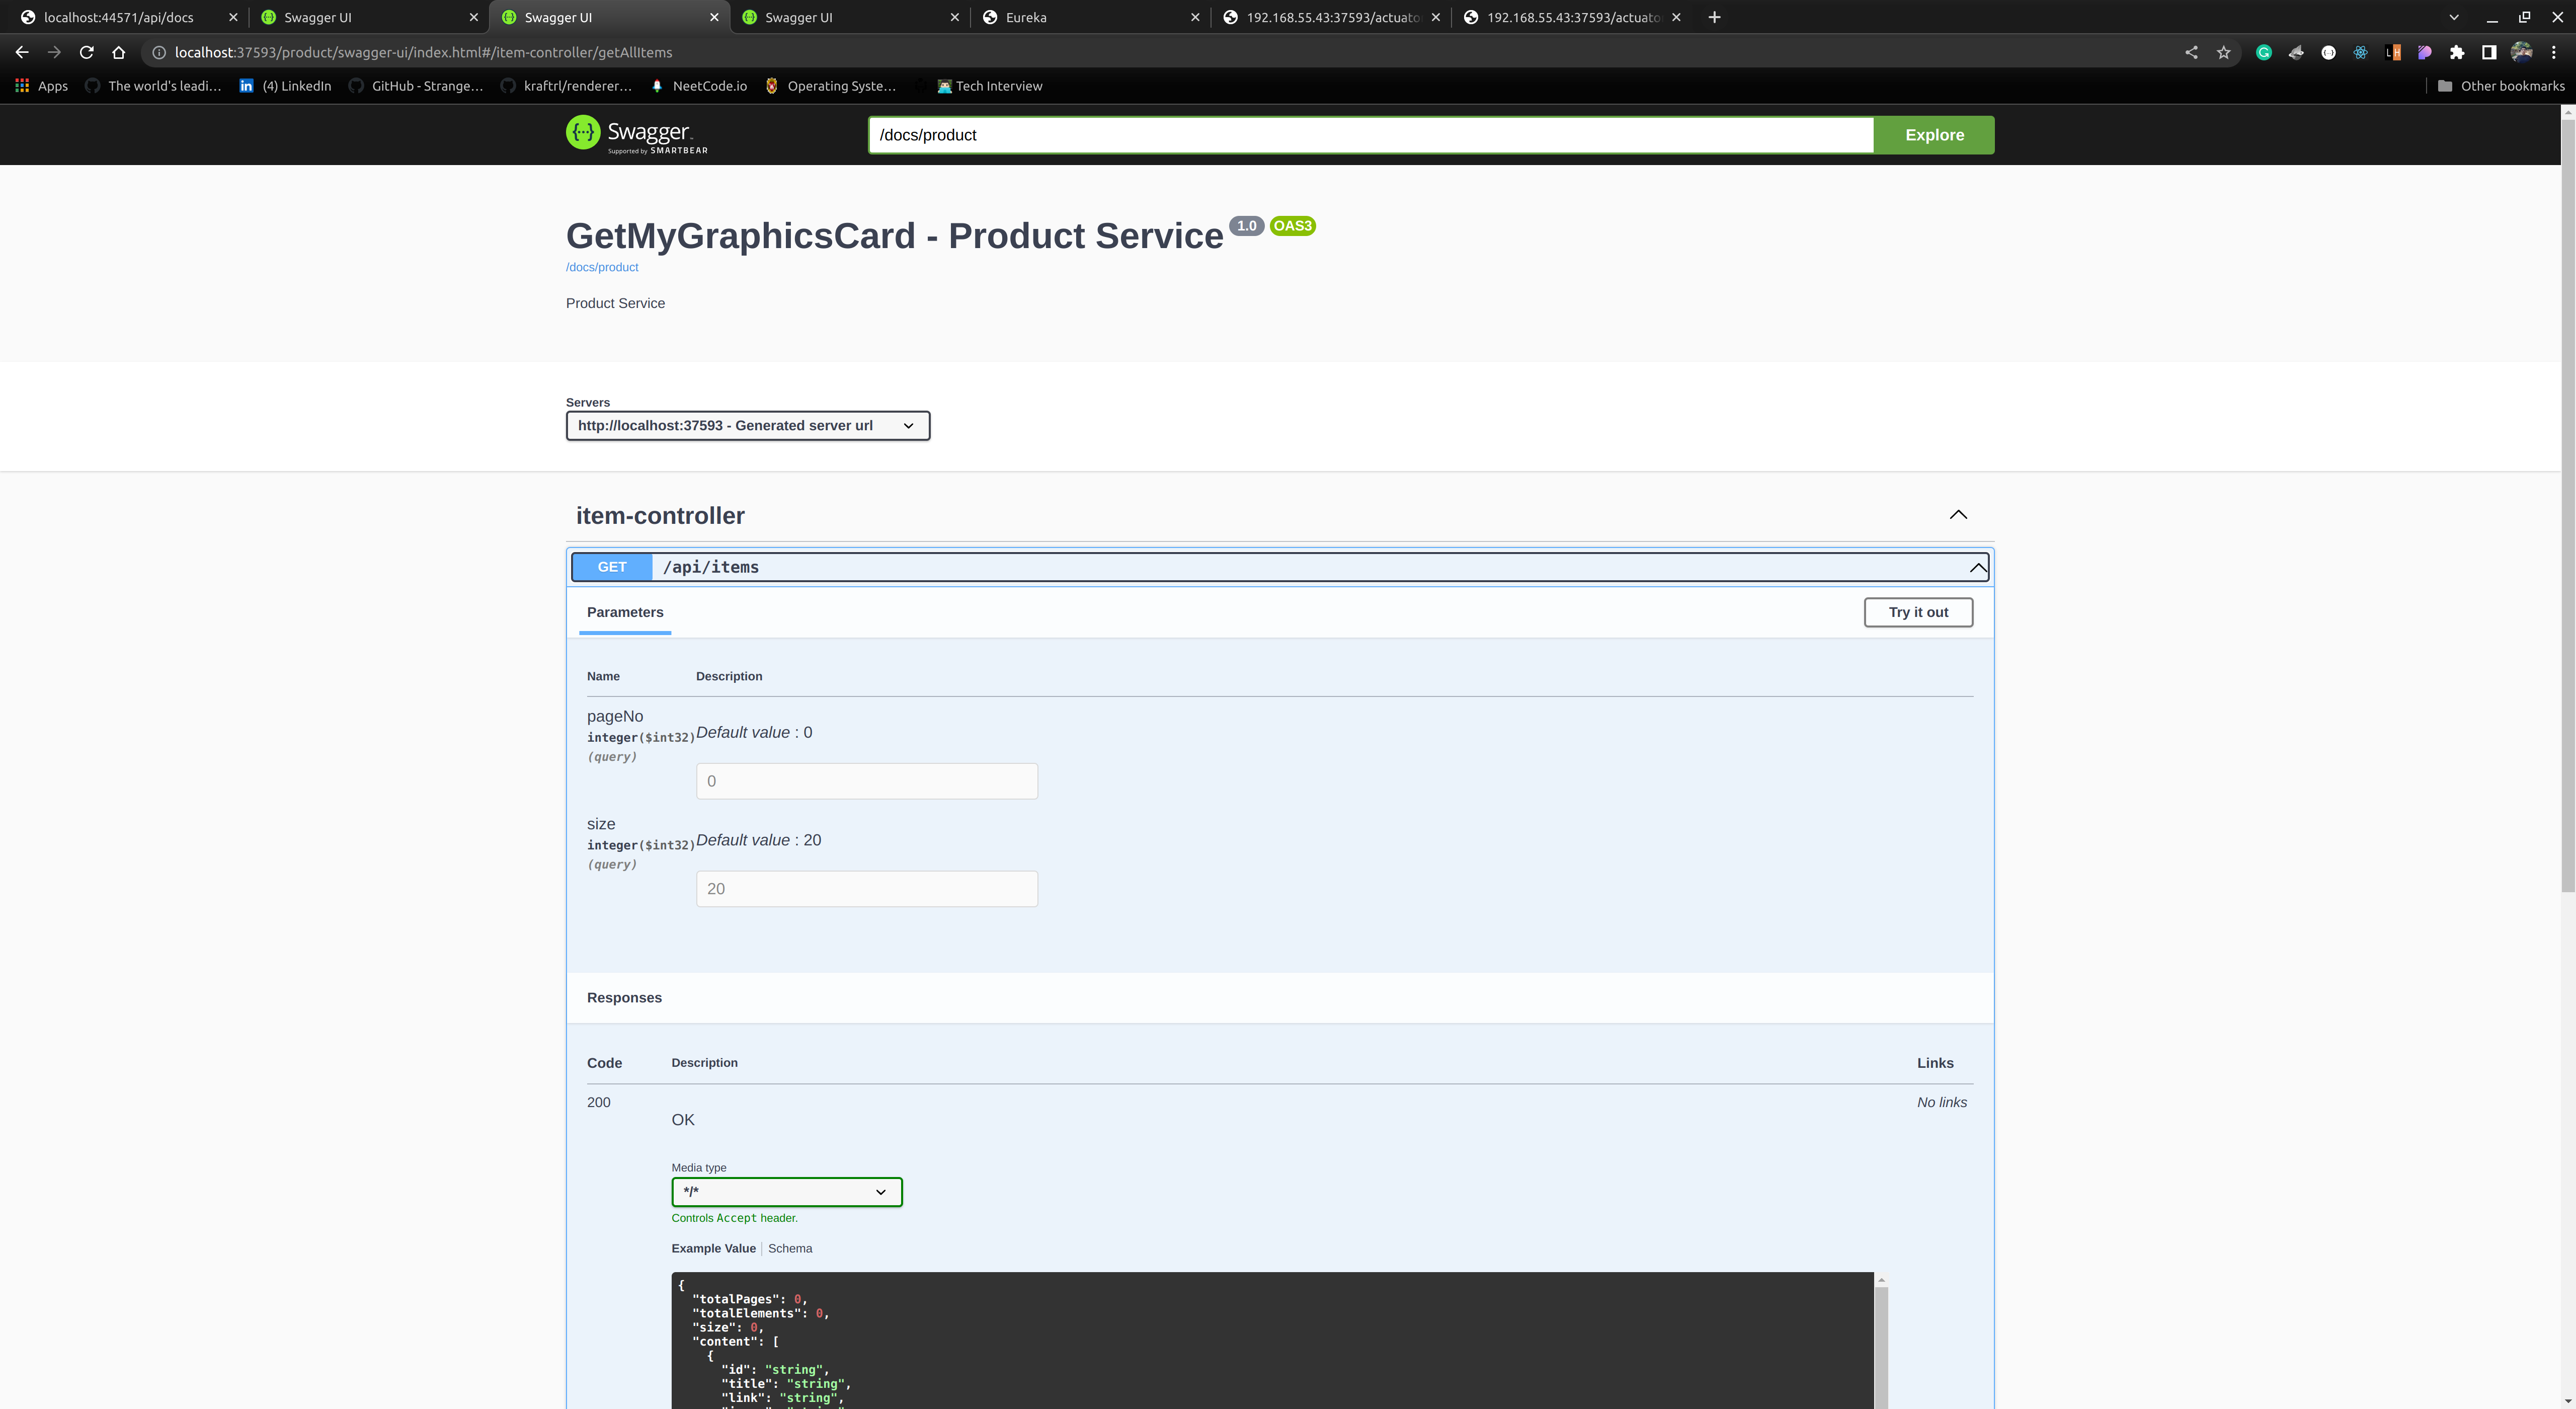 localhost:44571/api/docs
Swagger UI
Swagger UI
Swagger UI
Eureka
192.168.55.43:37593/actuato
192.168.55.43:37593/actuato
localhost:37593/product/swagger-ui/index.html#/item-controller/getAllItems
Apps
The world's leadi...
(4) LinkedIn
GitHub - Strange...
kraftrl/renderer...
NeetCode.io
Operating Syste...
Tech Interview
Other bookmarks
Swagger
Supported by SMARTBEAR
/docs/product
Explore
GetMyGraphicsCard - Product Service 1.0 OAS3
/docs/product
Product Service
Servers
http://localhost:37593 - Generated server url
item-controller
GET /api/items
Parameters
Try it out
Name Description
pageNo
integer($int32)
(query)
Default value : 0
0
size
integer($int32)
(query)
Default value : 20
20
Responses
Code Description Links
200
OK
No links
Media type
*/*
Controls Accept header.
Example Value Schema
{
"totalPages": 0,
"totalElements": 0,
"size": 0,
"content": [
{
"id": "string",
"title": "string",
"link": "string",